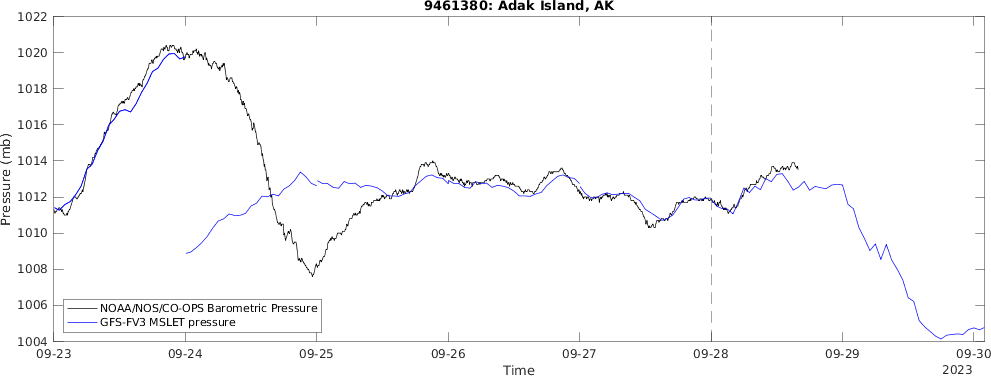 9461380: Adak Island, AK
Pressure (mb)
1022
1020
1018
1016
1014
1012
1010
1008
1006
1004
NOAA/NOS/CO-OPS Barometric Pressure
GFS-FV3 MSLET pressure
09-23 09-24 09-25 09-26 09-27 09-28 09-29 09-30
Time
2023